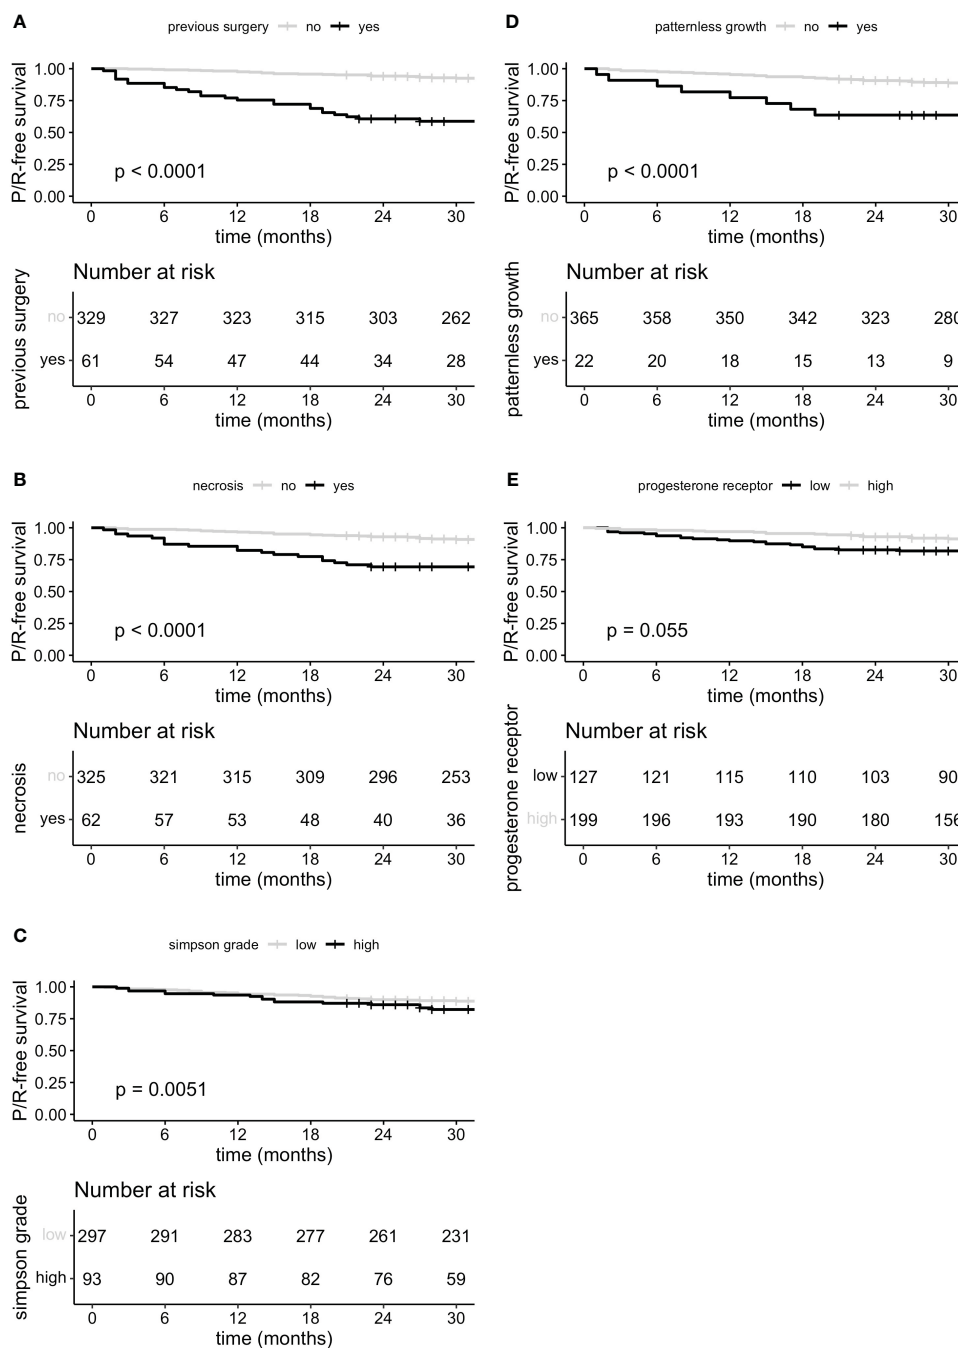 A
previous surgery no yes
P/R-free survival
1.00
0.75
0.50
0.25
0.00
p < 0.0001
0 6 12 18 24 30
time (months)
Number at risk
previous surgery
no 329 327 323 315 303 262
yes 61 54 47 44 34 28
0 6 12 18 24 30
time (months)
B
necrosis no yes
P/R-free survival
1.00
0.75
0.50
0.25
0.00
p < 0.0001
0 6 12 18 24 30
time (months)
Number at risk
necrosis
no 325 321 315 309 296 253
yes 62 57 53 48 40 36
0 6 12 18 24 30
time (months)
C
simpson grade low high
P/R-free survival
1.00
0.75
0.50
0.25
0.00
p = 0.0051
0 6 12 18 24 30
time (months)
Number at risk
simpson grade
low 297 291 283 277 261 231
high 93 90 87 82 76 59
0 6 12 18 24 30
time (months)
D
patternless growth no yes
P/R-free survival
1.00
0.75
0.50
0.25
0.00
p < 0.0001
0 6 12 18 24 30
time (months)
Number at risk
patternless growth
no 365 358 350 342 323 280
yes 22 20 18 15 13 9
0 6 12 18 24 30
time (months)
E
progesterone receptor low high
P/R-free survival
1.00
0.75
0.50
0.25
0.00
p = 0.055
0 6 12 18 24 30
time (months)
Number at risk
progesterone receptor
low 127 121 115 110 103 90
high 199 196 193 190 180 156
0 6 12 18 24 30
time (months)